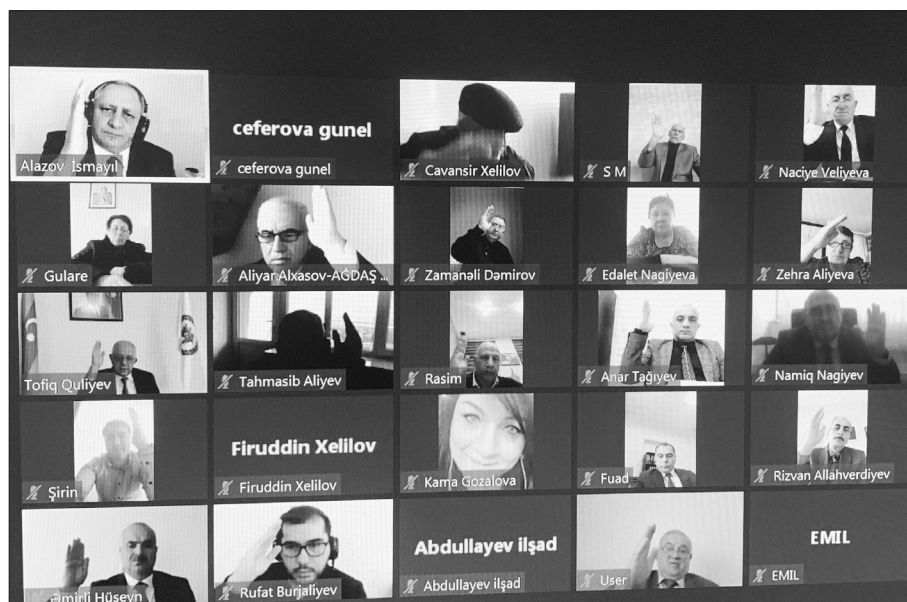 Alazov İsmayıl
ceferova gunel
ceferova gunel
Cavansir Xelilov
S M
Naciye Veliyeva
Gulare
Aliyar Alxasov-AĞDAŞ ...
Zamanəli Dəmirov
Edalet Nagiyeva
Zehra Aliyeva
Tofiq Quliyev
Tahmasib Aliyev
Rasim
Anar Tağıyev
Namiq Nagiyev
Şirin
Firuddin Xelilov
Firuddin Xelilov
Kama Gozalova
Fuad
Rizvan Allahverdiyev
Əmirli Hüseyn
Rufat Burjaliyev
Abdullayev ilşad
Abdullayev ilşad
User
EMIL
EMIL